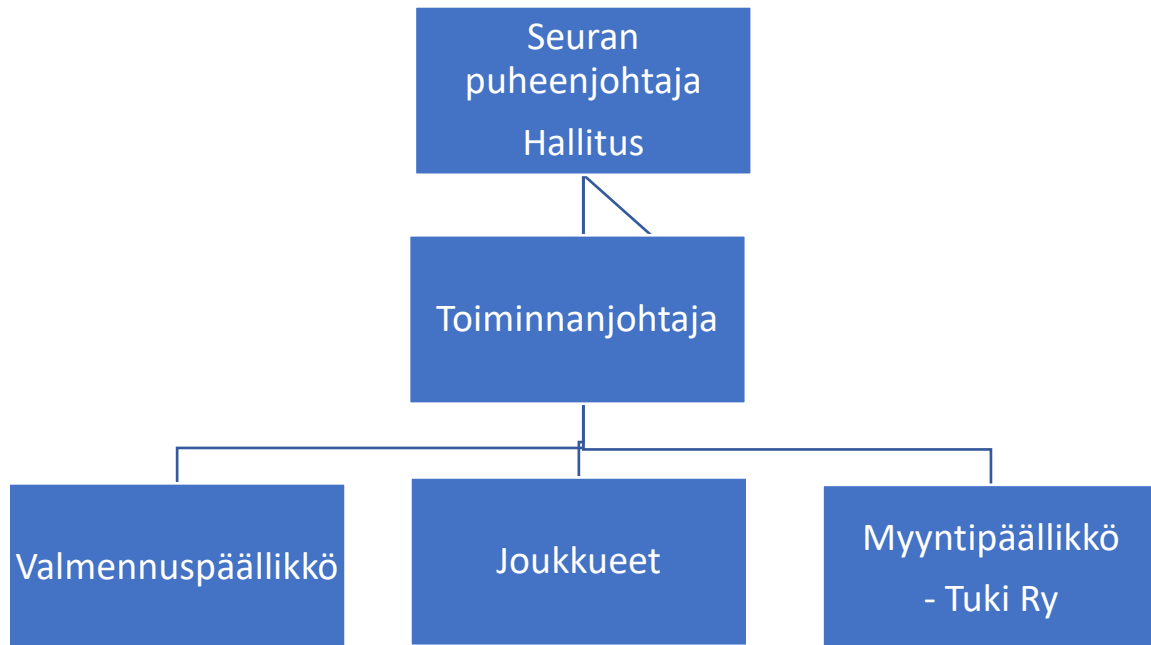 Seuran
puheenjohtaja
Hallitus
Toiminnanjohtaja
Valmennuspäällikkö
Joukkueet
Myyntipäällikkö
- Tuki Ry